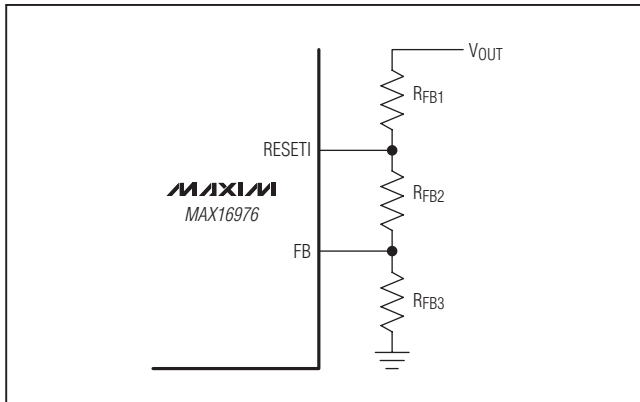 VOUT
RFB1
RESETI
MAXIM
MAX16976
RFB2
FB
RFB3